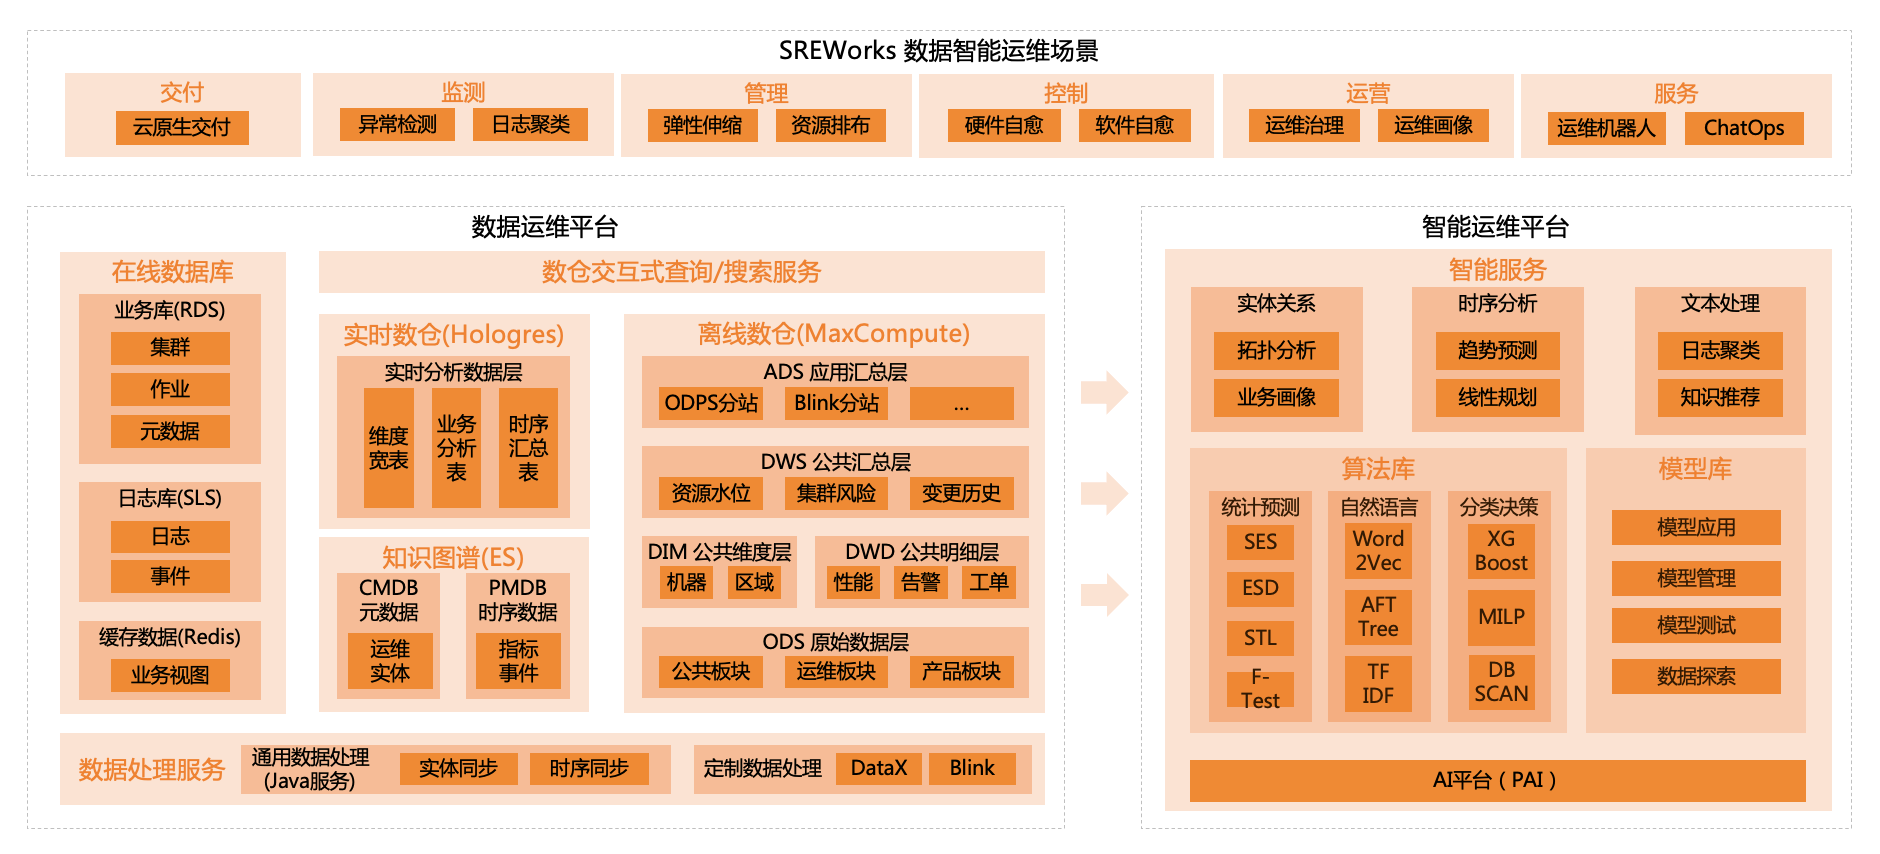 SREWorks 数据智能运维场景
交付
云原生交付
监测
异常检测
日志聚类
管理
弹性伸缩
资源排布
控制
硬件自愈
软件自愈
运营
运维治理
运维画像
服务
运维机器人
ChatOps
数据运维平台
在线数据库
业务库(RDS)
集群
作业
元数据
日志库(SLS)
日志
事件
缓存数据(Redis)
业务视图
数仓交互式查询/搜索服务
实时数仓(Hologres)
实时分析数据层
维度
宽表
业务
分析
表
时序
汇总
表
知识图谱(ES)
CMDB
元数据
运维
实体
PMDB
时序数据
指标
事件
离线数仓(MaxCompute)
ADS 应用汇总层
ODPS分站
Blink分站
...
DWS 公共汇总层
资源水位
集群风险
变更历史
DIM 公共维度层
机器
区域
DWD 公共明细层
性能
告警
工单
ODS 原始数据层
公共板块
运维板块
产品板块
数据处理服务
通用数据处理
(Java服务)
实体同步
时序同步
定制数据处理
DataX
Blink
智能运维平台
智能服务
实体关系
拓扑分析
业务画像
时序分析
趋势预测
线性规划
文本处理
日志聚类
知识推荐
算法库
统计预测
SES
ESD
STL
F-
Test
自然语言
Word
2Vec
AFT
Tree
TF
IDF
分类决策
XG
Boost
MILP
DB
SCAN
模型库
模型应用
模型管理
模型测试
数据探索
AI平台（PAI）